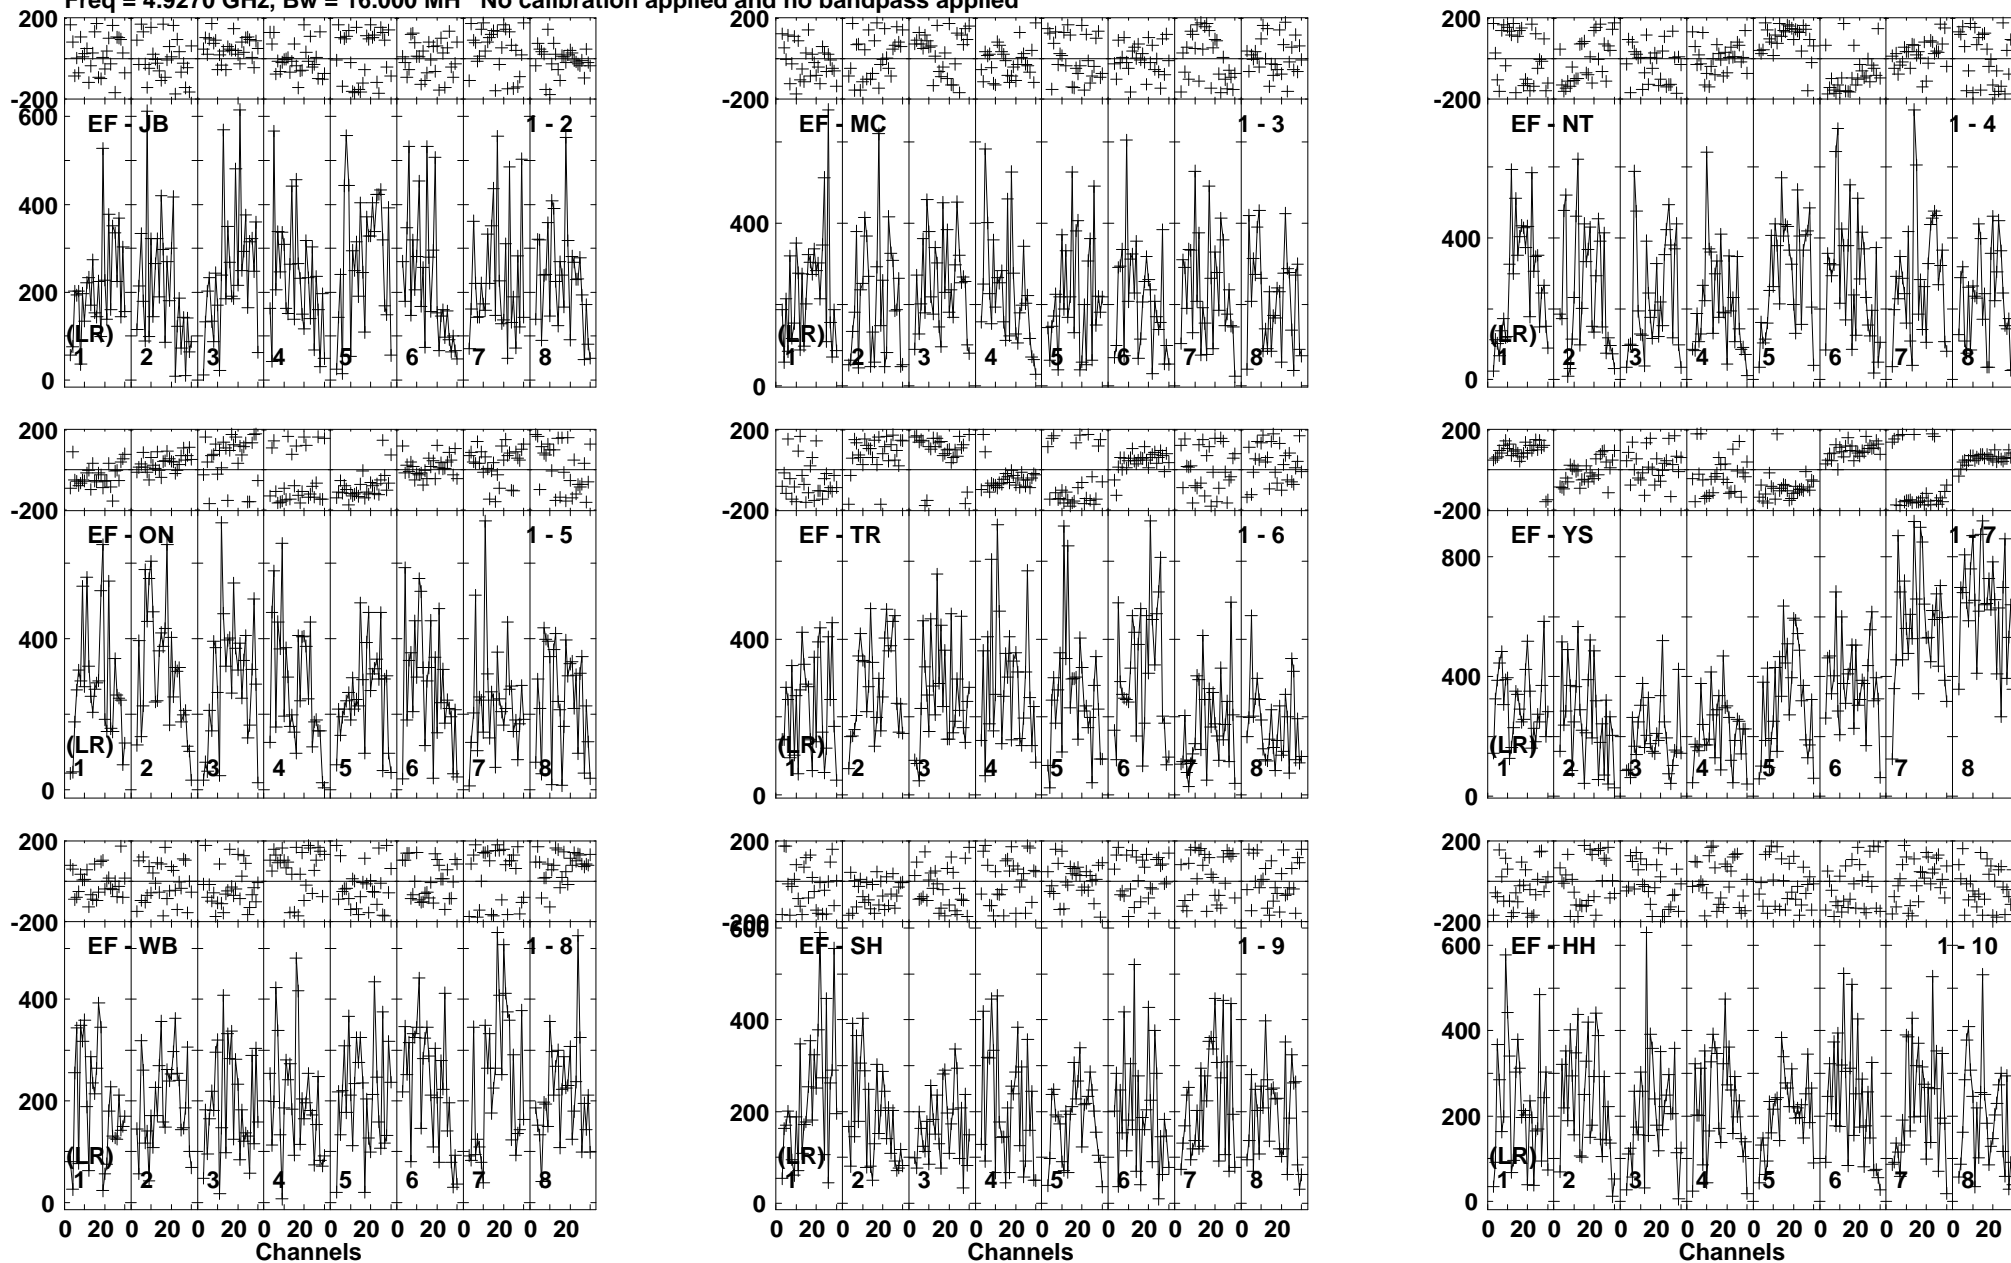 Freq = 4.9270 GHz, Bw = 16.000 MH No calibration applied and no bandpass applied
200 200 200
-200 -200 -200
600
EF - JB 1 - 2 EF - MC 1 - 3 EF - NT 1 - 4
400 400 400
200
(LR) (LR) (LR)
1 2 3 4 5 6 7 8 1 2 3 4 5 6 7 8 1 2 3 4 5 6 7 8
0 0 0
200 200 200
-200 -200 -200
EF - ON 1 - 5 EF - TR 1 - 6 EF - YS 1 - 7
800
400 400 400
(LR) (LR) (LR)
1 2 3 4 5 6 7 8 1 2 3 4 5 6 7 8 1 2 3 4 5 6 7 8
0 0 0
200 200 200
-200 -200 -200
600
EF - WB 1 - 8 EF - SH 1 - 9 EF - HH 1 - 10
600
400 400 400
200 200 200
(LR) (LR) (LR)
1 2 3 4 5 6 7 8 1 2 3 4 5 6 7 8 1 2 3 4 5 6 7 8
0 0 0
0 20 0 20 0 20 0 20 0 20 0 20 0 20 0 20 0 20 0 20 0 20 0 20 0 20 0 20 0 20 0 20 0 20 0 20 0 20 0 20 0 20 0 20 0 20 0 20
Channels Channels Channels